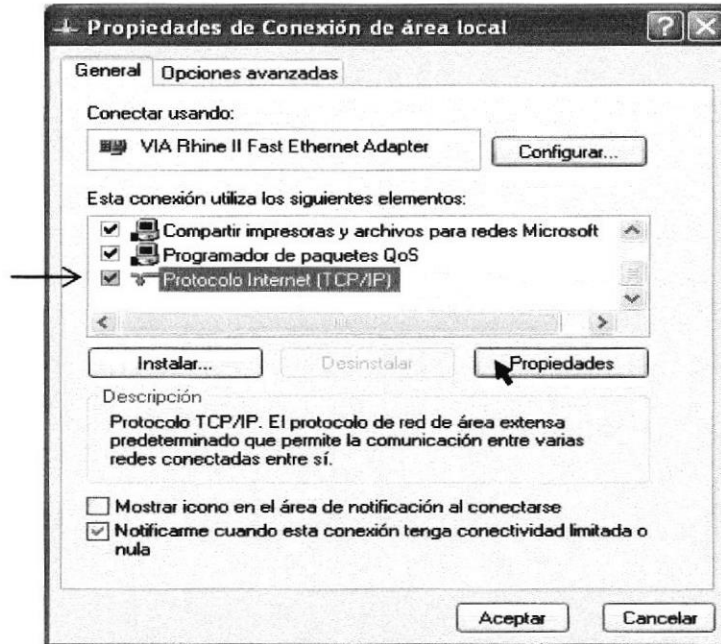 Propiedades de Conexión de área local
General
Opciones avanzadas
Conectar usando:
VIA Rhine II Fast Ethernet Adapter
Configurar...
Esta conexión utiliza los siguientes elementos:
Compartir impresoras y archivos para redes Microsoft
Programador de paquetes QoS
Protocolo Internet (TCP/IP)
Instalar...
Desinstalar
Propiedades
Descripción
Protocolo TCP/IP. El protocolo de red de área extensa
predeterminado que permite la comunicación entre varias
redes conectadas entre sí.
Mostrar icono en el área de notificación al conectarse
Notificarme cuando esta conexión tenga conectividad limitada o
nula
Aceptar
Cancelar